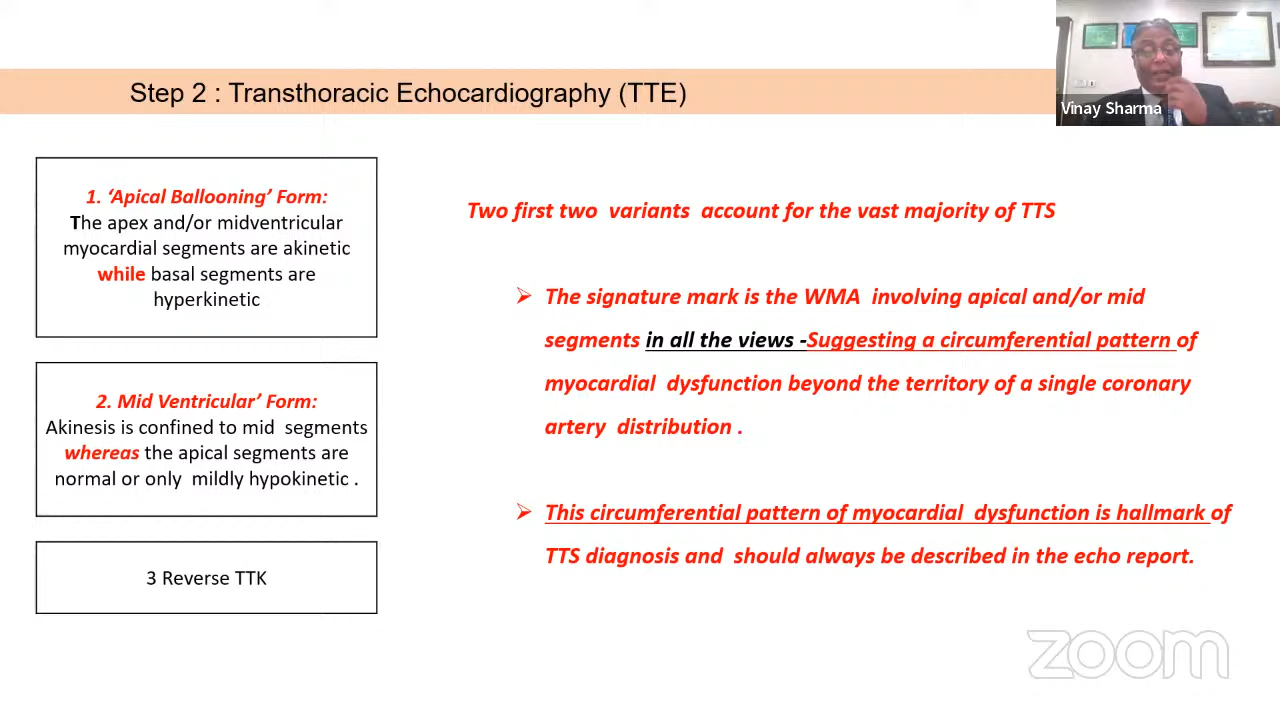 Step 2 : Transthoracic Echocardiography (TTE)
Vinay Sharma
1. ‘Apical Ballooning’ Form:
The apex and/or midventricular
myocardial segments are akinetic
while basal segments are
hyperkinetic
2. Mid Ventricular’ Form:
Akinesis is confined to mid segments
whereas the apical segments are
normal or only mildly hypokinetic .
3 Reverse TTK
Two first two variants account for the vast majority of TTS
➢ The signature mark is the WMA involving apical and/or mid
segments in all the views -Suggesting a circumferential pattern of
myocardial dysfunction beyond the territory of a single coronary
artery distribution .
➢ This circumferential pattern of myocardial dysfunction is hallmark of
TTS diagnosis and should always be described in the echo report.
zoom